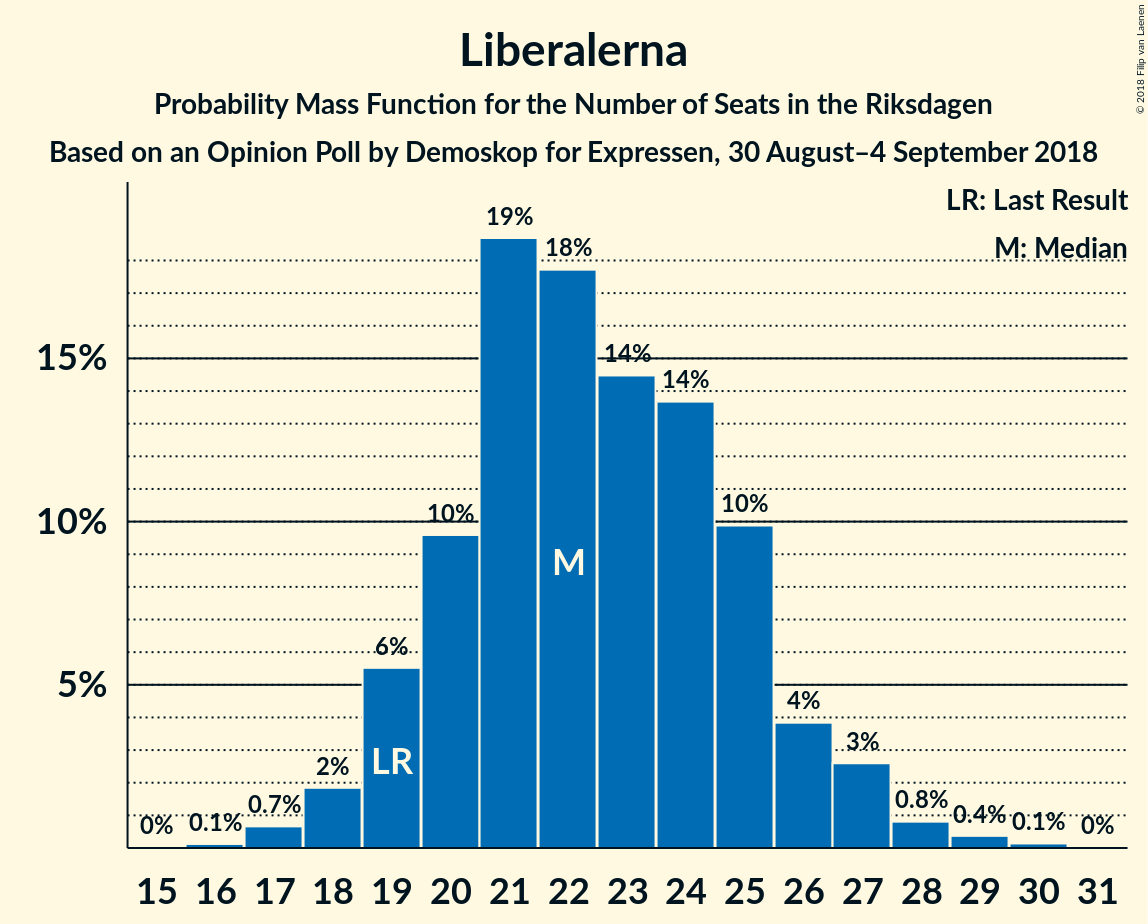 Liberalerna
Probability Mass Function for the Number of Seats in the Riksdagen
Based on an Opinion Poll by Demoskop for Expressen, 30 August–4 September 2018
© 2018 Filip van Laenen
LR: Last Result
M: Median
15%
10%
5%
0%
0.1%
0.7%
2%
6%
10%
19%
18%
14%
14%
10%
4%
3%
0.8%
0.4%
0.1%
0%
LR
M
15 16 17 18 19 20 21 22 23 24 25 26 27 28 29 30 31